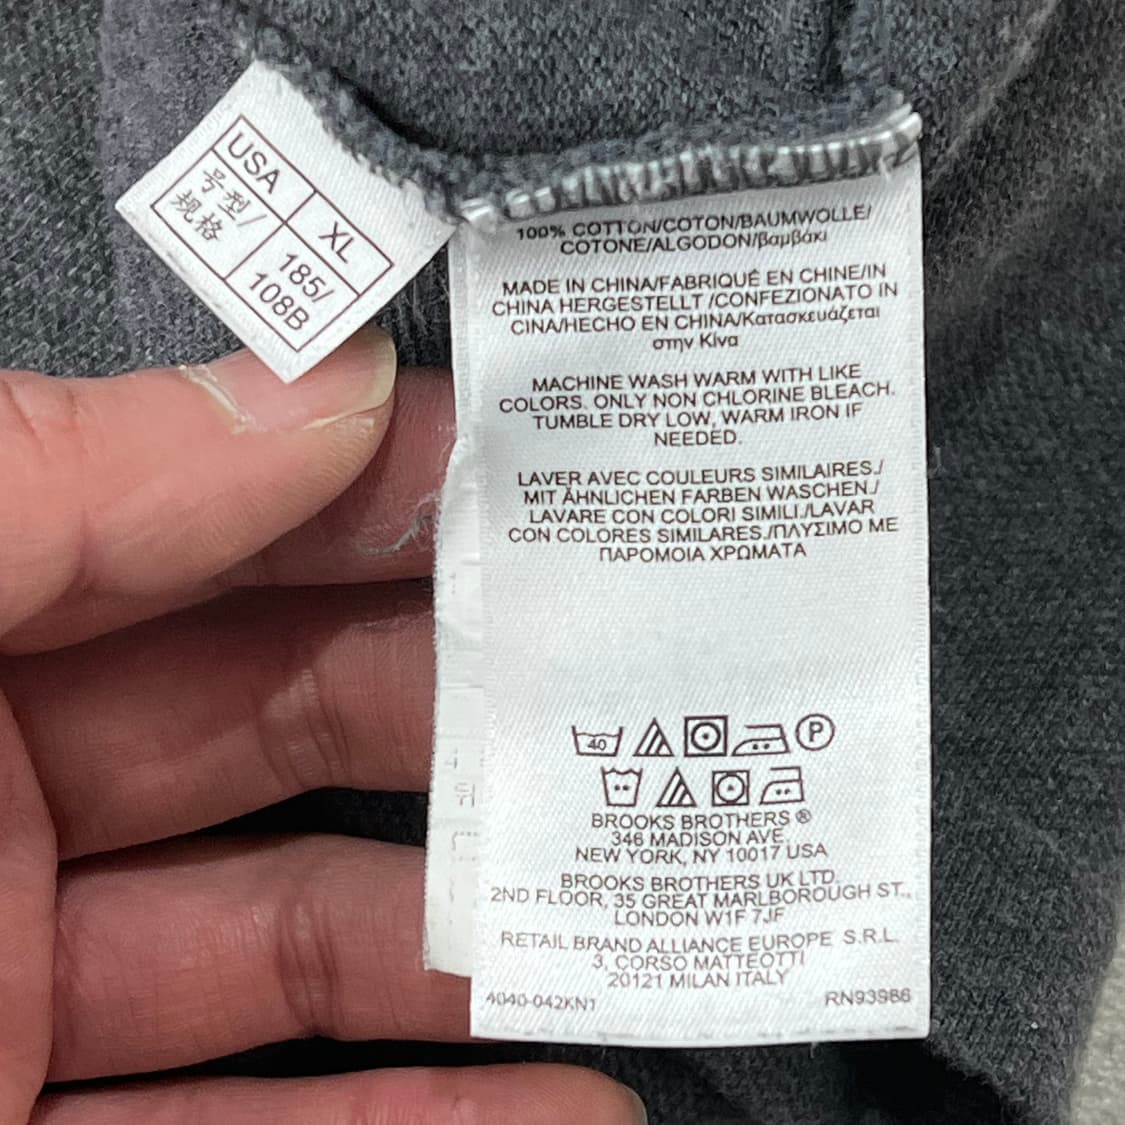 USA XL
号型/ 185/
规格 108B
100% COTTON/COTON/BAUMWOLLE/
COTONE/ALGODON/βαμβάκι
MADE IN CHINA/FABRIQUÉ EN CHINE/IN
CHINA HERGESTELLT /CONFEZIONATO IN
CINA/HECHO EN CHINA/Κατασκευάζεται
στην Κίνα
MACHINE WASH WARM WITH LIKE
COLORS. ONLY NON CHLORINE BLEACH.
TUMBLE DRY LOW, WARM IRON IF
NEEDED.
LAVER AVEC COULEURS SIMILAIRES./
MIT ÄHNLICHEN FARBEN WASCHEN./
LAVARE CON COLORI SIMILI./LAVAR
CON COLORES SIMILARES./ΠΛΥΣΙΜΟ ΜΕ
ΠΑΡΟΜΟΙΑ ΧΡΩΜΑΤΑ
40 P
BROOKS BROTHERS ®
346 MADISON AVE.
NEW YORK, NY 10017 USA
BROOKS BROTHERS UK LTD.
2ND FLOOR, 35 GREAT MARLBOROUGH ST.,
LONDON W1F 7JF
RETAIL BRAND ALLIANCE EUROPE S.R.L.
3, CORSO MATTEOTTI
20121 MILAN ITALY
4040-042KN1 RN93986